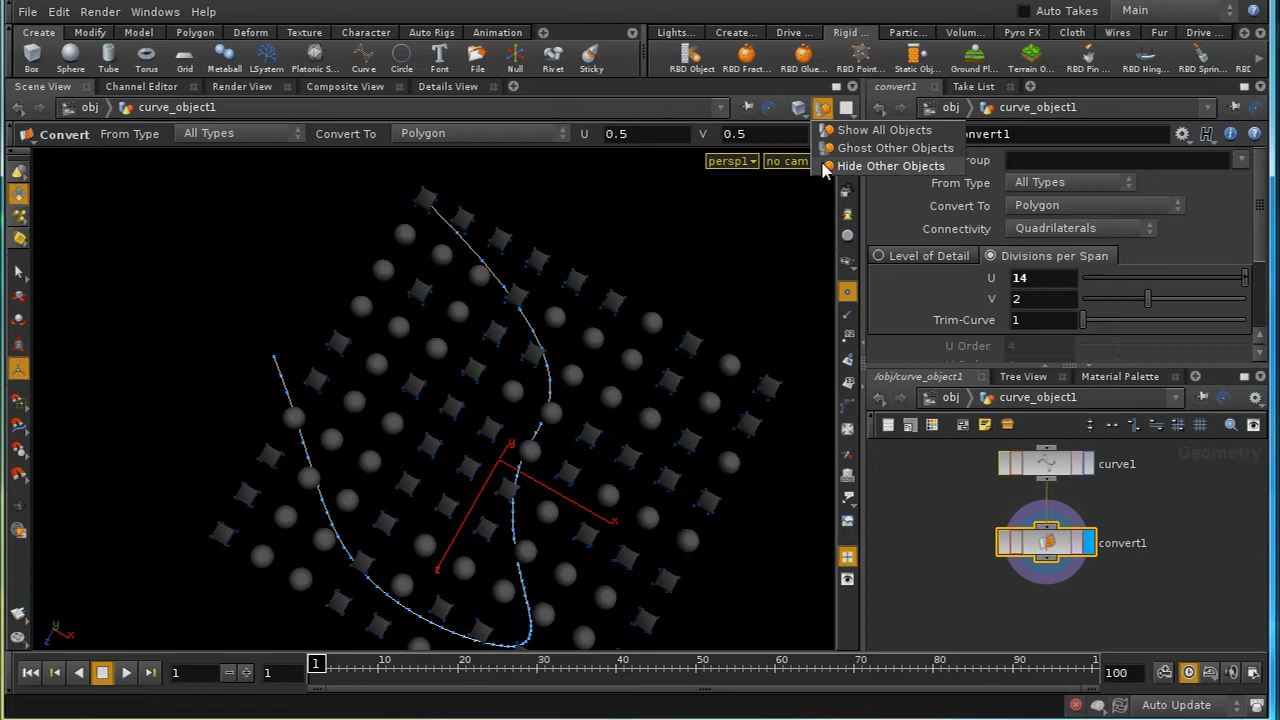 File Edit Render Windows Help Auto Takes Main
Create Modify Model Polygon Deform Texture Character Auto Rigs Animation Lights... Create... Drive ... Rigid ... Partic... Volum... Pyro FX Cloth Wires Fur Drive ...
Box Sphere Tube Torus Grid Metaball LSystem Platonic S... Curve Circle Font File Null Rivet Sticky RBD Object RBD Fract... RBD Glue... RBD Point... Static Obj... Ground Pl... Terrain O... RBD Pin ... RBD Hing... RBD Sprin...
Scene View Channel Editor Render View Composite View Details View convert1 Take List
obj curve_object1 obj curve_object1
Convert From Type All Types Convert To Polygon U 0.5 V 0.5
Show All Objects
Ghost Other Objects
Hide Other Objects
persp1 no cam
onvert1
roup
From Type All Types
Convert To Polygon
Connectivity Quadrilaterals
Level of Detail Divisions per Span
U 14
V 2
Trim-Curve 1
U Order 4
/obj/curve_object1 Tree View Material Palette
obj curve_object1
Geometry
curve1
convert1
y
x
z
y
x
z
1 1 1 10 20 30 40 50 60 70 80 90 1 100
Auto Update